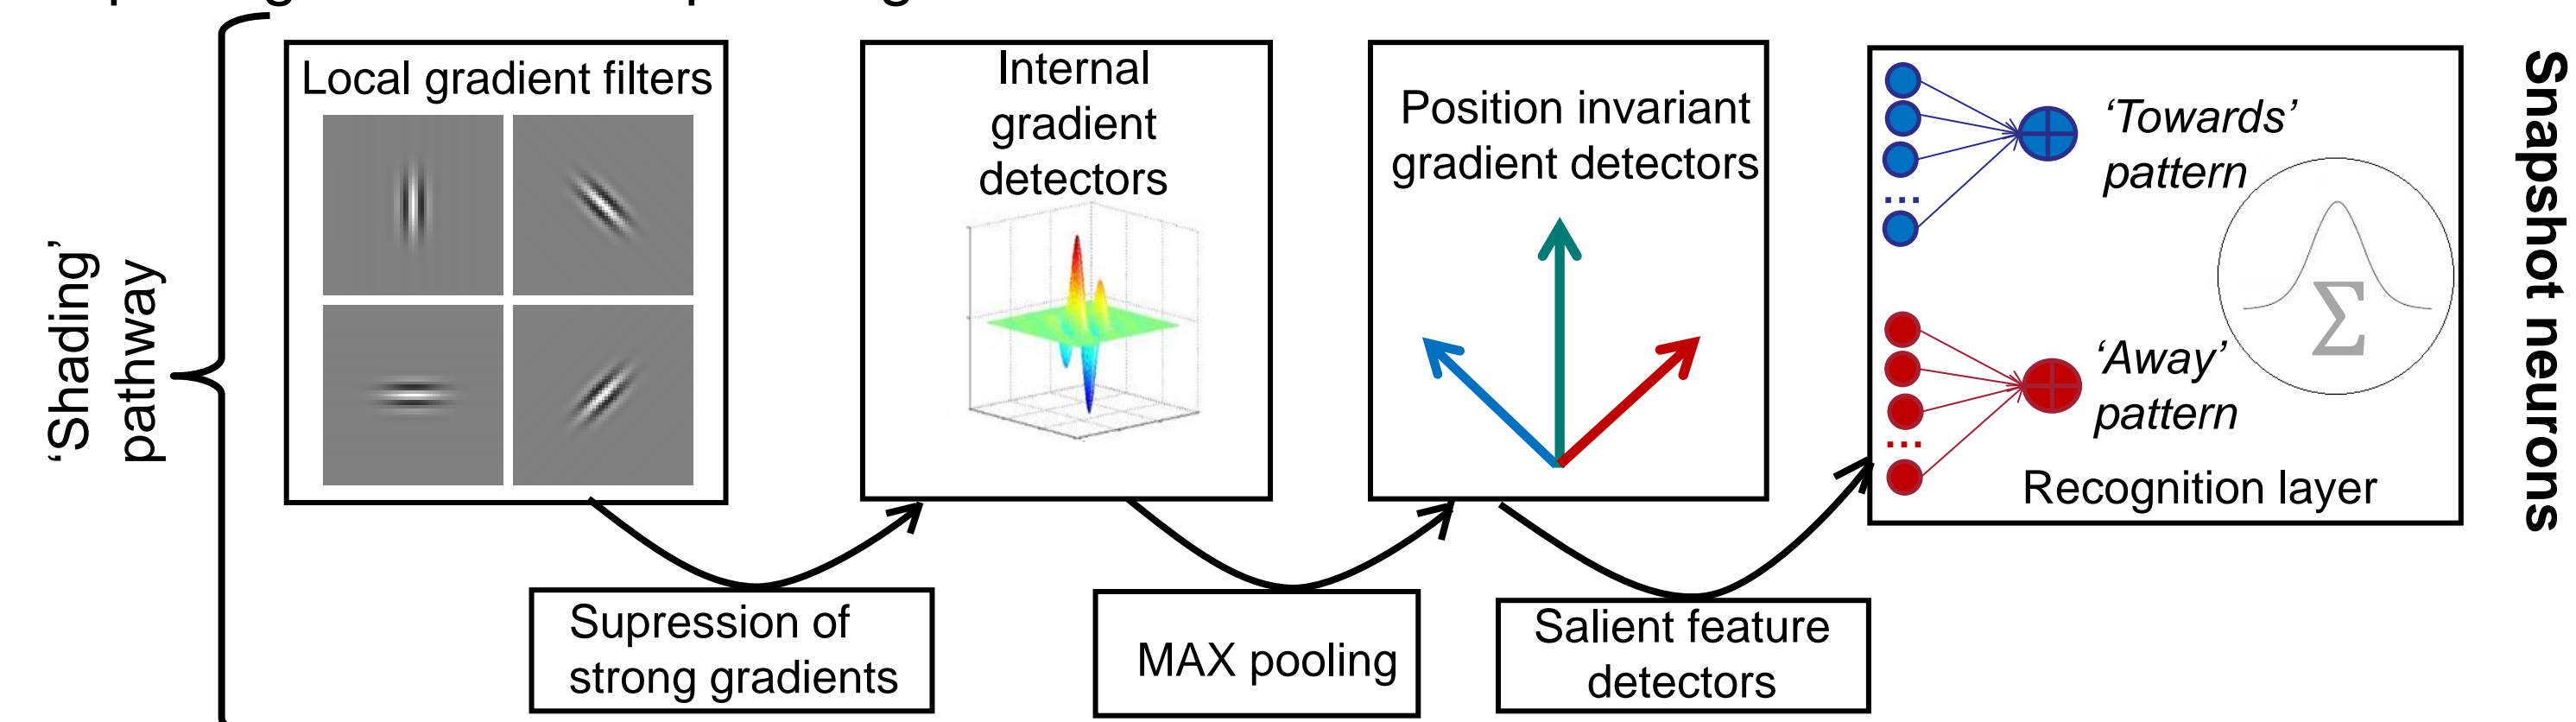 ‘Shading’
pathway
Local gradient filters
Internal
gradient
detectors
Position invariant
gradient detectors
‘Towards’
pattern
...
Σ
‘Away’
pattern
...
Recognition layer
Snapshot neurons
Supression of
strong gradients
MAX pooling
Salient feature
detectors